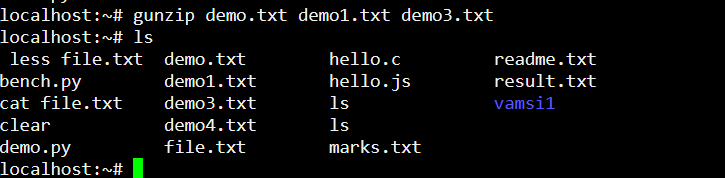 localhost:~# gunzip demo.txt demo1.txt demo3.txt
localhost:~# ls
 less file.txt  demo.txt       hello.c        readme.txt
bench.py       demo1.txt      hello.js       result.txt
cat file.txt   demo3.txt      ls             vamsi1
clear          demo4.txt      ls
demo.py        file.txt       marks.txt
localhost:~#